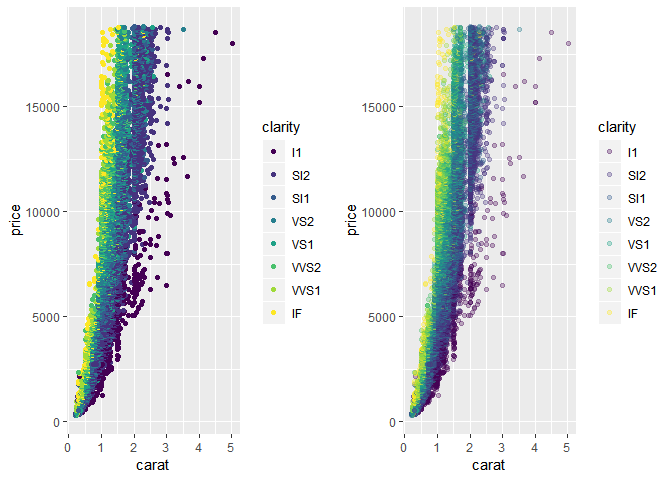 15000
10000
5000
0
price
0 1 2 3 4 5
carat
clarity
I1
SI2
SI1
VS2
VS1
VVS2
VVS1
IF
15000
10000
5000
0
price
0 1 2 3 4 5
carat
clarity
I1
SI2
SI1
VS2
VS1
VVS2
VVS1
IF